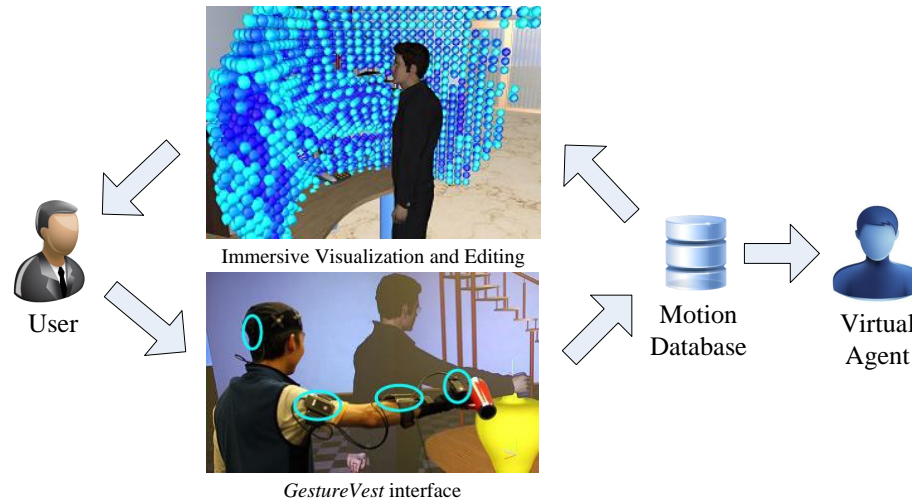 Immersive Visualization and Editing
User
Motion
Database
Virtual
Agent
GestureVest interface